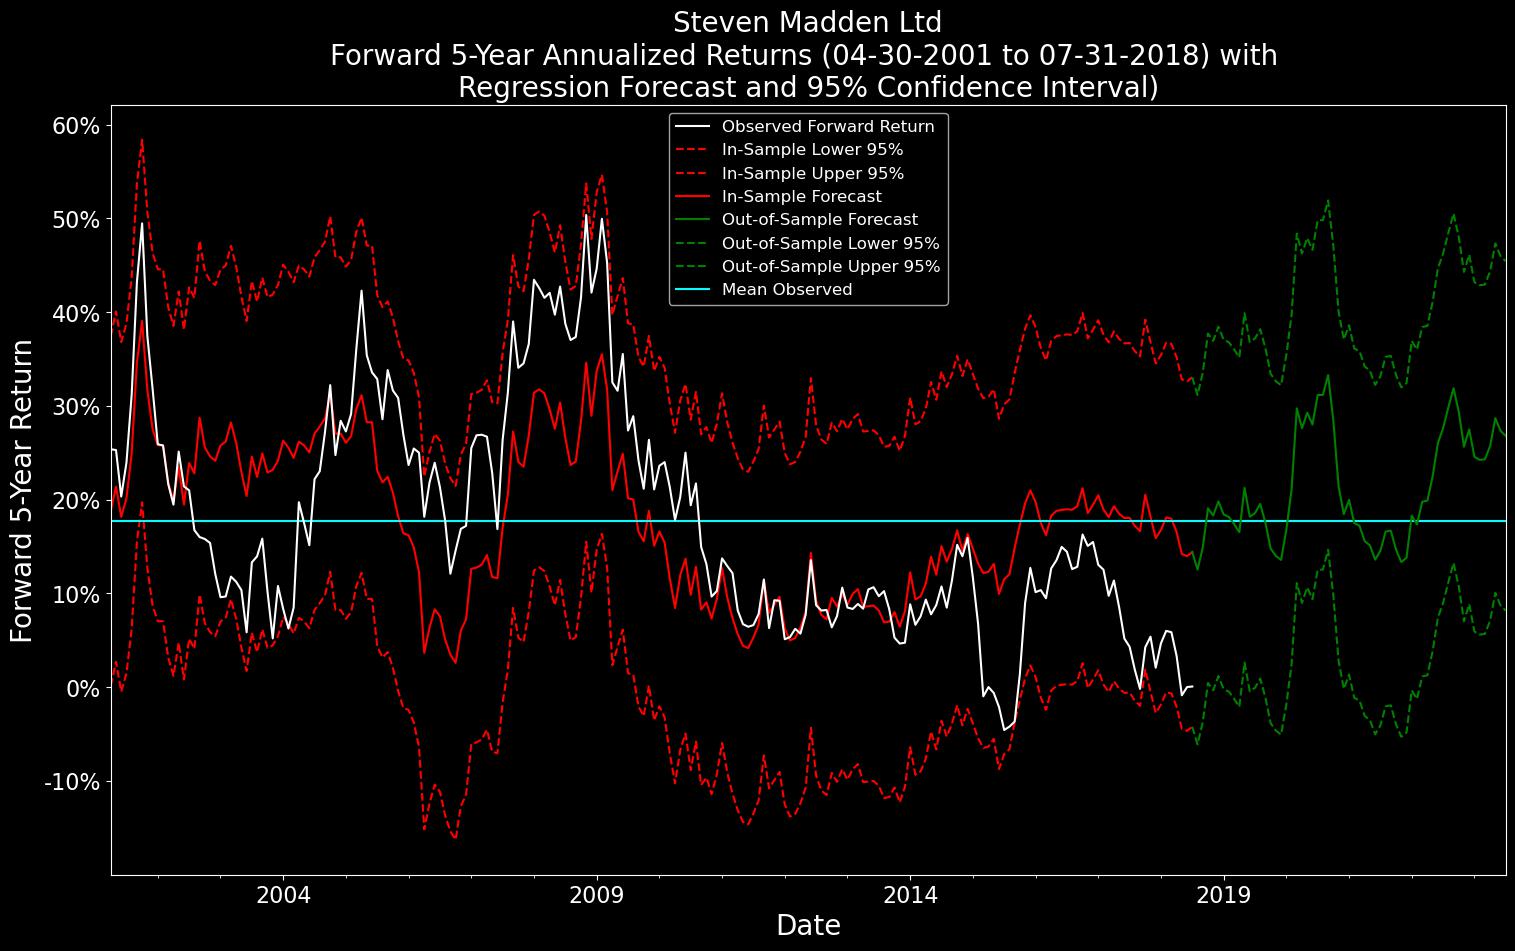 Steven Madden Ltd
Forward 5-Year Annualized Returns (04-30-2001 to 07-31-2018) with
Regression Forecast and 95% Confidence Interval)
Observed Forward Return
In-Sample Lower 95%
In-Sample Upper 95%
In-Sample Forecast
Out-of-Sample Forecast
Out-of-Sample Lower 95%
Out-of-Sample Upper 95%
Mean Observed
Forward 5-Year Return
60%
50%
40%
30%
20%
10%
0%
-10%
2004
2009
2014
2019
Date